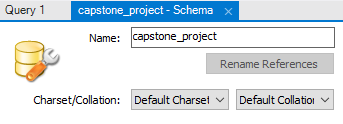 Query 1 capstone_project - Schema ×
Name: capstone_project
Rename References
Charset/Collation: Default Charset Default Collation